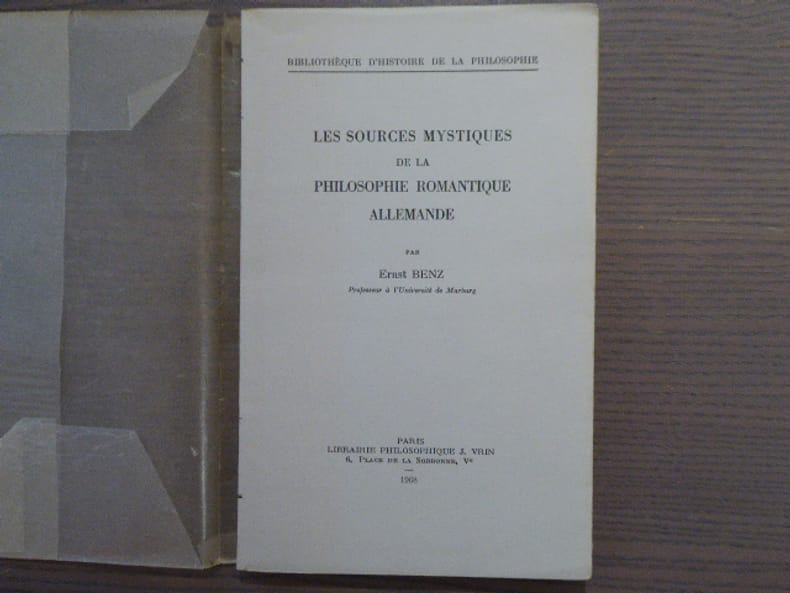 BIBLIOTHÈQUE D'HISTOIRE DE LA PHILOSOPHIE
LES SOURCES MYSTIQUES
DE LA
PHILOSOPHIE ROMANTIQUE
ALLEMANDE
PAR
Ernst BENZ
Professeur à l'Université de Marburg
PARIS
LIBRAIRIE PHILOSOPHIQUE J. VRIN
6, PLACE DE LA SORBONNE, Vᵉ
1968